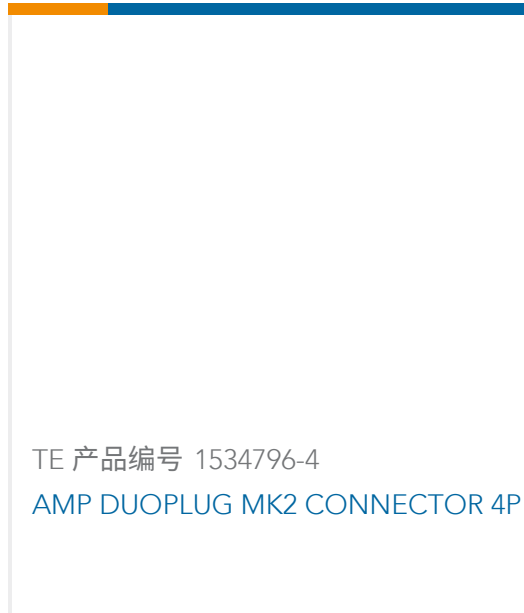 TE 产品编号 1534796-4
AMP DUOPLUG MK2 CONNECTOR 4P